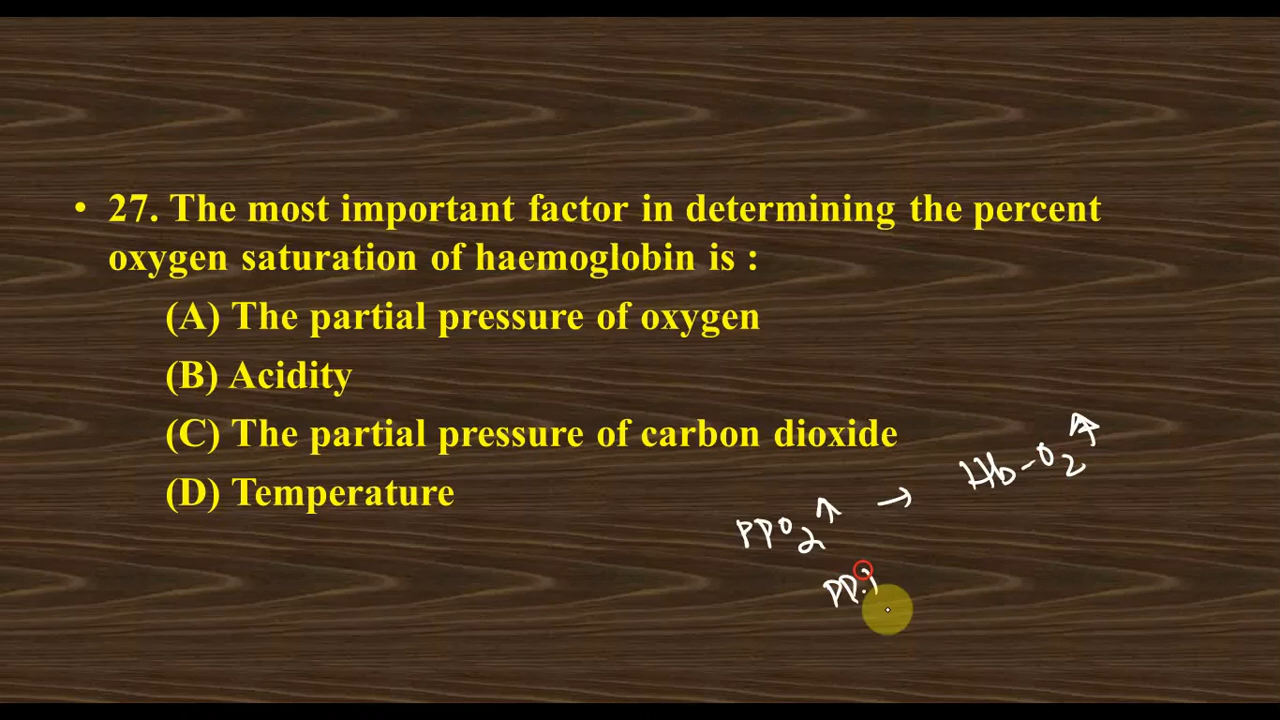 • 27. The most important factor in determining the percent
oxygen saturation of haemoglobin is :
(A) The partial pressure of oxygen
(B) Acidity
(C) The partial pressure of carbon dioxide
(D) Temperature
PPO2↑ → Hb-O2↑
PP